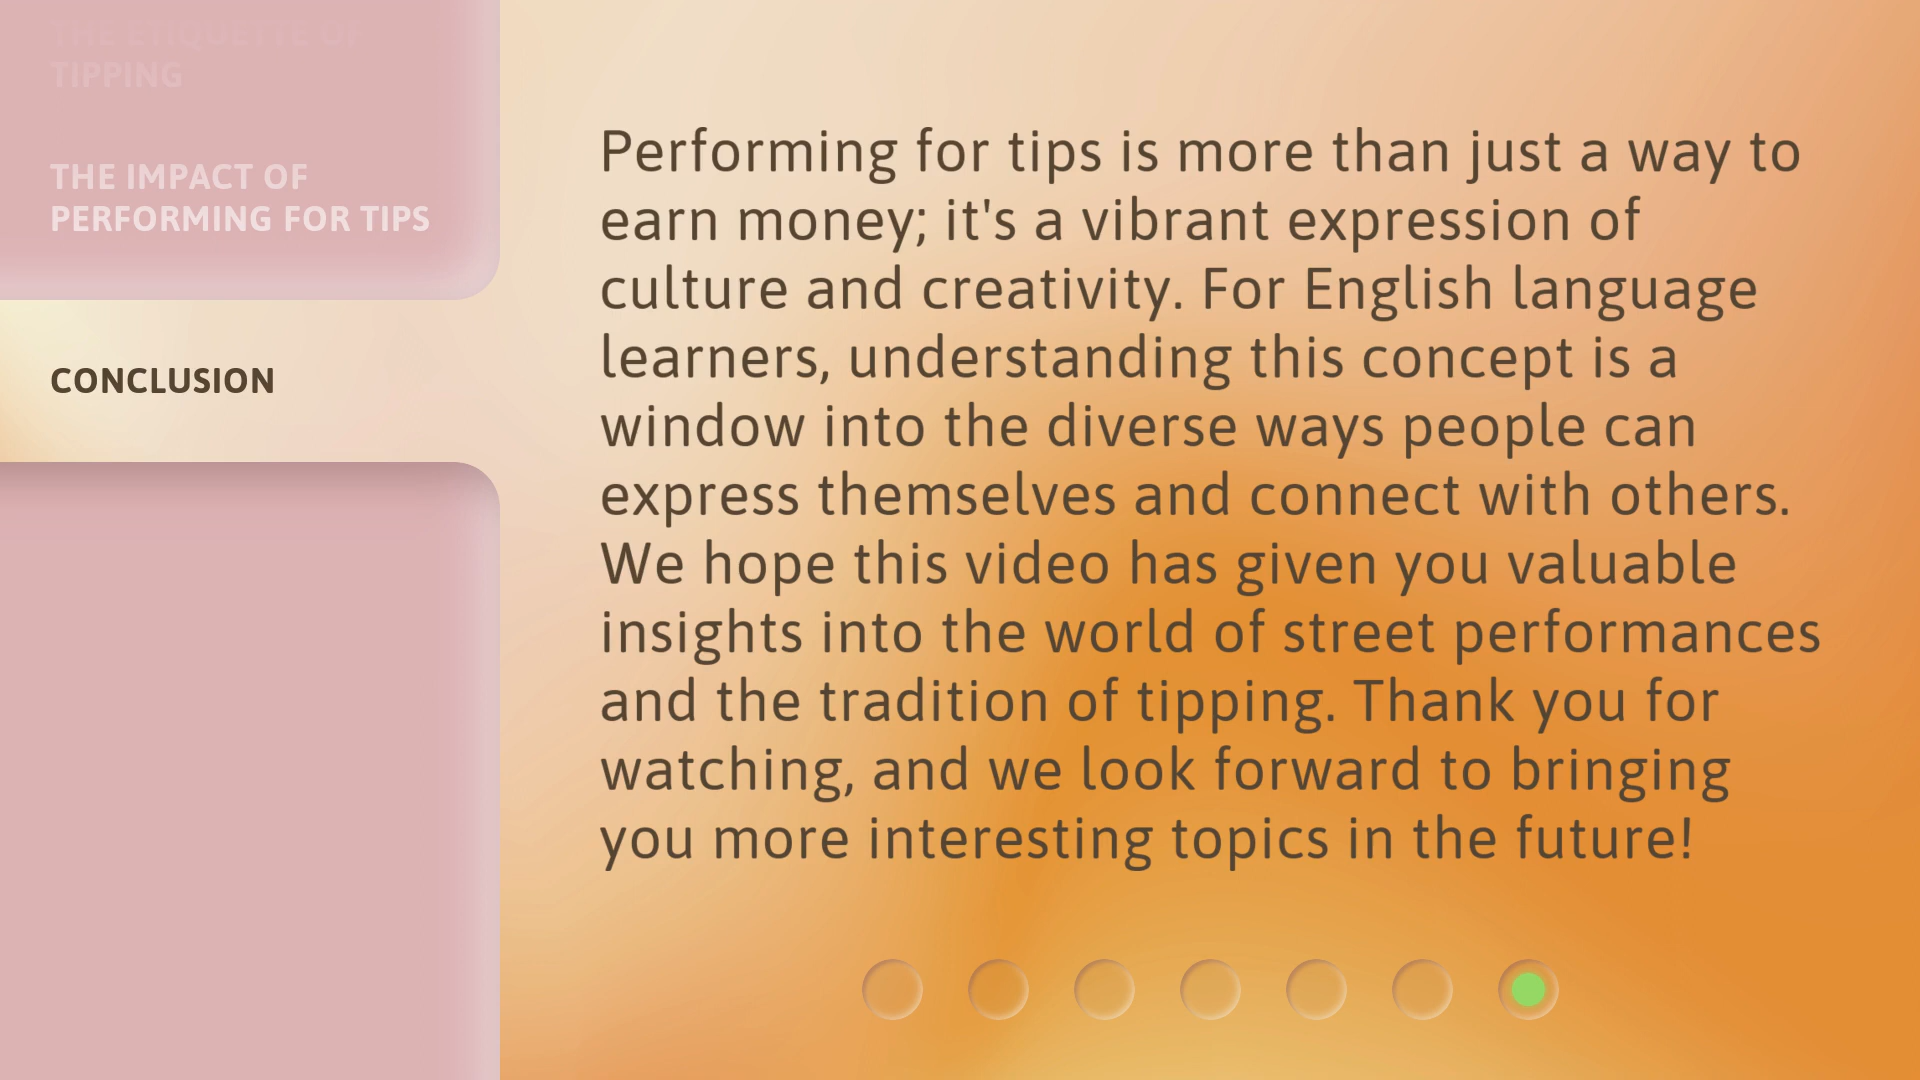 THE ETIQUETTE OF
TIPPING
THE IMPACT OF
PERFORMING FOR TIPS
CONCLUSION
Performing for tips is more than just a way to
earn money; it's a vibrant expression of
culture and creativity. For English language
learners, understanding this concept is a
window into the diverse ways people can
express themselves and connect with others.
We hope this video has given you valuable
insights into the world of street performances
and the tradition of tipping. Thank you for
watching, and we look forward to bringing
you more interesting topics in the future!